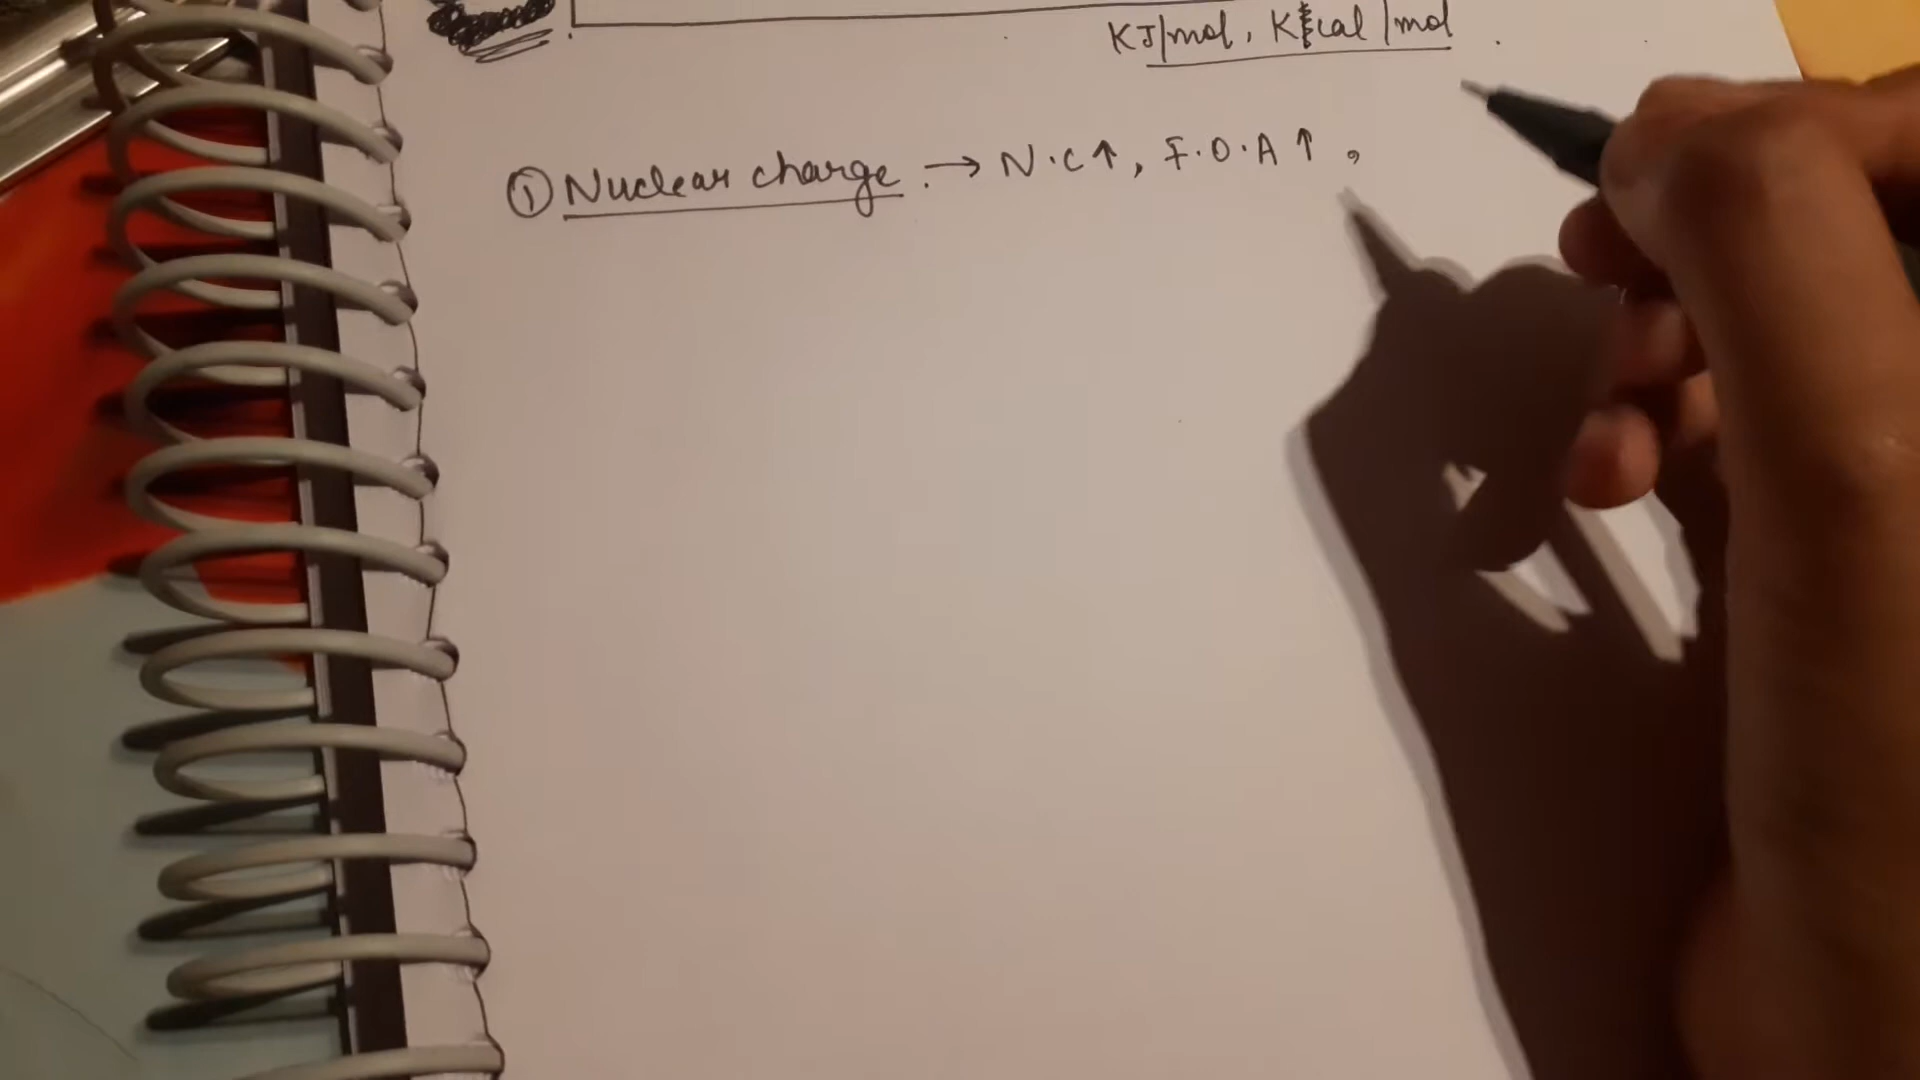 KJ/mol, Kcal/mol
① Nuclear charge :→ N.C↑, F.O.A↑,